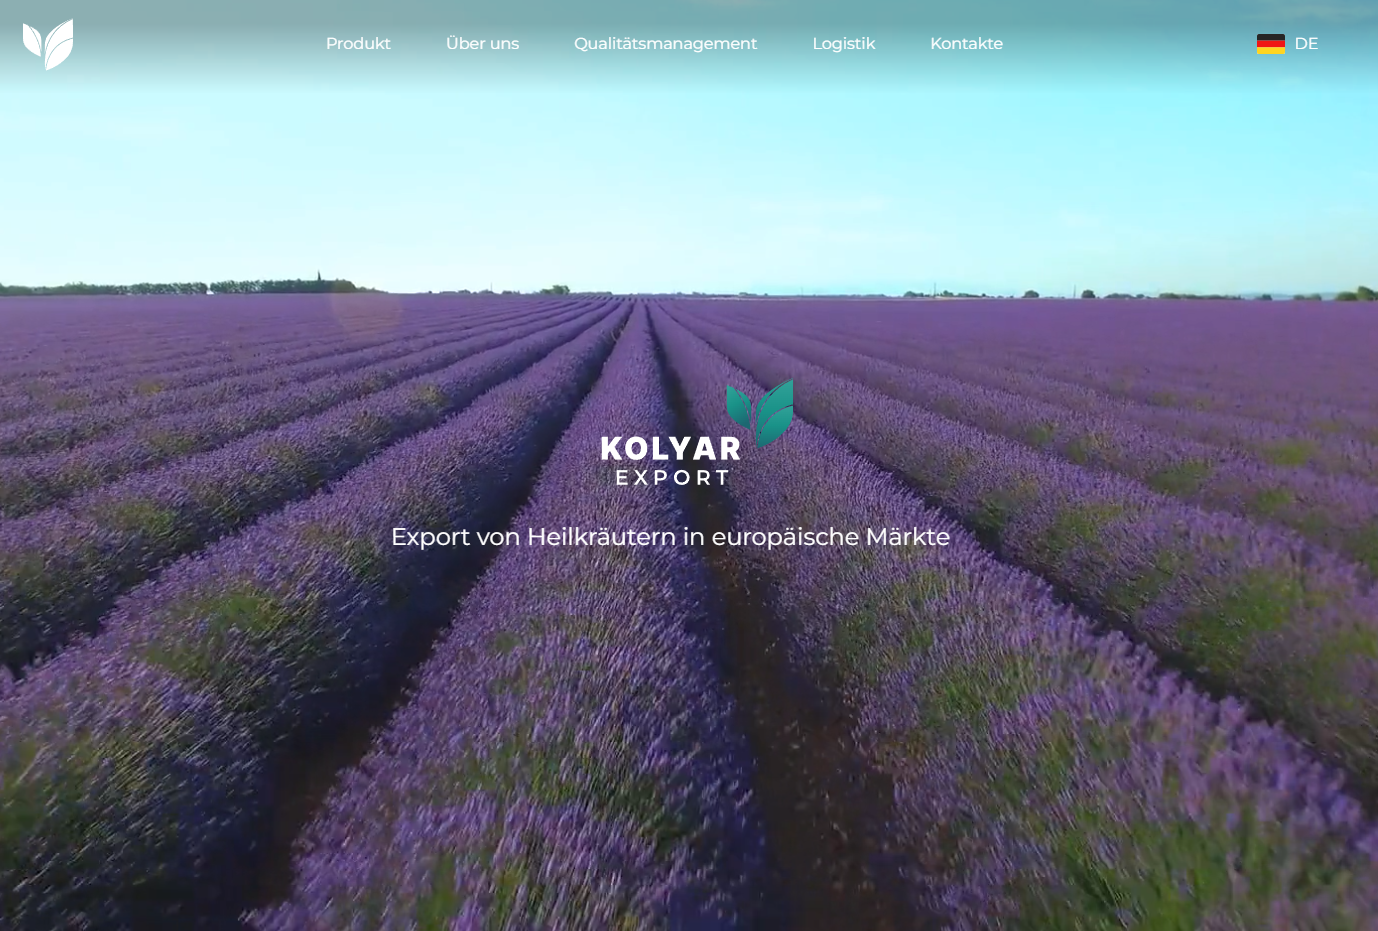 Produkt
Über uns
Qualitätsmanagement
Logistik
Kontakte
DE
KOLYAR
EXPORT
Export von Heilkräutern in europäische Märkte